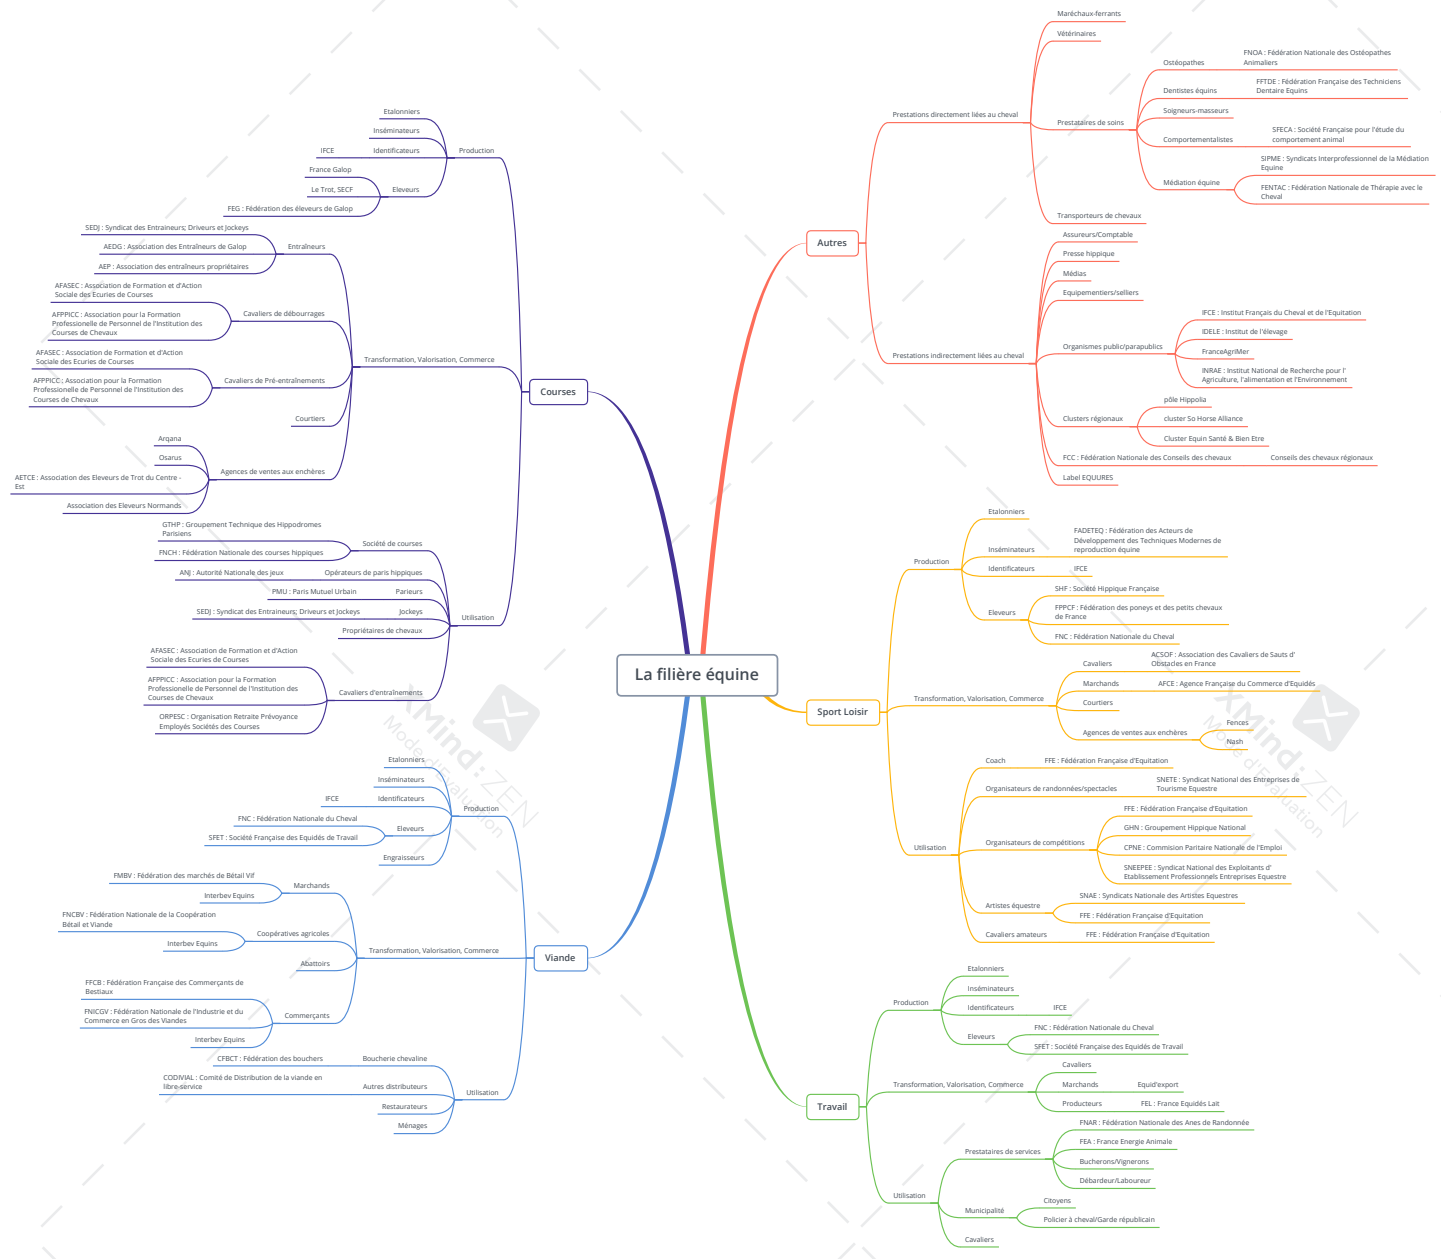 La filière équine
Autres
Prestations directement liées au cheval
Maréchaux-ferrants
Vétérinaires
Prestataires de soins
Ostéopathes
FNOA : Fédération Nationale des Ostéopathes
Animaliers
Dentistes équins
FFTDE : Fédération Française des Techniciens
Dentaire Equins
Soigneurs-masseurs
Comportementalistes
SFECA : Société Française pour l'étude du
comportement animal
Médiation équine
SIPME : Syndicats Interprofessionnel de la Médiation
Equine
FENTAC : Fédération Nationale de Thérapie avec le
Cheval
Transporteurs de chevaux
Prestations indirectement liées au cheval
Assureurs/Comptable
Presse hippique
Médias
Equipementiers/selliers
Organismes public/parapublics
IFCE : Institut Français du Cheval et de l'Equitation
IDELE : Institut de l'élevage
FranceAgriMer
INRAE : Institut National de Recherche pour l'
Agriculture, l'alimentation et l'Environnement
Clusters régionaux
pôle Hippolia
cluster So Horse Alliance
Cluster Equin Santé & Bien Etre
FCC : Fédération Nationale des Conseils des chevaux
Conseils des chevaux régionaux
Label EQUURES
Sport Loisir
Production
Etalonniers
Inséminateurs
FADETEQ : Fédération des Acteurs de
Développement des Techniques Modernes de
reproduction équine
Identificateurs
IFCE
Eleveurs
SHF : Société Hippique Française
FPPCF : Fédération des poneys et des petits chevaux
de France
FNC : Fédération Nationale du Cheval
Transformation, Valorisation, Commerce
Cavaliers
ACSOF : Association des Cavaliers de Sauts d'
Obstacles en France
Marchands
AFCE : Agence Française du Commerce d'Equidés
Courtiers
Agences de ventes aux enchères
Fences
Nash
Utilisation
Coach
FFE : Fédération Française d'Equitation
Organisateurs de randonnées/spectacles
SNETE : Syndicat National des Entreprises de
Tourisme Equestre
Organisateurs de compétitions
FFE : Fédération Française d'Equitation
GHN : Groupement Hippique National
CPNE : Commision Paritaire Nationale de l'Emploi
SNEEPEE : Syndicat National des Exploitants d'
Etablissement Professionnels Entreprises Equestre
Artistes équestre
SNAE : Syndicats Nationale des Artistes Equestres
FFE : Fédération Française d'Equitation
Cavaliers amateurs
FFE : Fédération Française d'Equitation
Travail
Production
Etalonniers
Inséminateurs
Identificateurs
IFCE
Eleveurs
FNC : Fédération Nationale du Cheval
SFET : Société Française des Equidés de Travail
Transformation, Valorisation, Commerce
Cavaliers
Marchands
Equid'export
Producteurs
FEL : France Equidés Lait
Utilisation
Prestataires de services
FNAR : Fédération Nationale des Anes de Randonnée
FEA : France Energie Animale
Bucherons/Vignerons
Débardeur/Laboureur
Municipalité
Citoyens
Policier à cheval/Garde républicain
Cavaliers
Courses
Production
Etalonniers
Inséminateurs
Identificateurs
IFCE
Eleveurs
France Galop
Le Trot, SECF
FEG : Fédération des éleveurs de Galop
Transformation, Valorisation, Commerce
Entraîneurs
SEDJ : Syndicat des Entraineurs; Driveurs et Jockeys
AEDG : Association des Entraîneurs de Galop
AEP : Association des entraîneurs propriétaires
Cavaliers de débourrages
AFASEC : Association de Formation et d'Action
Sociale des Ecuries de Courses
AFPPICC : Association pour la Formation
Professionelle de Personnel de l'Institution des
Courses de Chevaux
Cavaliers de Pré-entraînements
AFASEC : Association de Formation et d'Action
Sociale des Ecuries de Courses
AFPPICC : Association pour la Formation
Professionelle de Personnel de l'Institution des
Courses de Chevaux
Courtiers
Agences de ventes aux enchères
Arqana
Osarus
AETCE : Association des Eleveurs de Trot du Centre -
Est
Association des Eleveurs Normands
Utilisation
Société de courses
GTHP : Groupement Technique des Hippodromes
Parisiens
FNCH : Fédération Nationale des courses hippiques
Opérateurs de paris hippiques
ANJ : Autorité Nationale des jeux
Parieurs
PMU : Paris Mutuel Urbain
Jockeys
SEDJ : Syndicat des Entraineurs; Driveurs et Jockeys
Propriétaires de chevaux
Cavaliers d'entraînements
AFASEC : Association de Formation et d'Action
Sociale des Ecuries de Courses
AFPPICC : Association pour la Formation
Professionelle de Personnel de l'Institution des
Courses de Chevaux
ORPESC : Organisation Retraite Prévoyance
Employés Sociétés des Courses
Viande
Production
Etalonniers
Inséminateurs
Identificateurs
IFCE
Eleveurs
FNC : Fédération Nationale du Cheval
SFET : Société Française des Equidés de Travail
Engraisseurs
Transformation, Valorisation, Commerce
Marchands
FMBV : Fédération des marchés de Bétail Vif
Interbev Equins
Coopératives agricoles
FNCBV : Fédération Nationale de la Coopération
Bétail et Viande
Interbev Equins
Abattoirs
Commerçants
FFCB : Fédération Française des Commerçants de
Bestiaux
FNICGV : Fédération Nationale de l'Industrie et du
Commerce en Gros des Viandes
Interbev Equins
Utilisation
Boucherie chevaline
CFBCT : Fédération des bouchers
Autres distributeurs
CODIVIAL : Comité de Distribution de la viande en
libre-service
Restaurateurs
Ménages
XMind:ZEN
Mode d'Évaluation
XMind:ZEN
Mode d'Évaluation